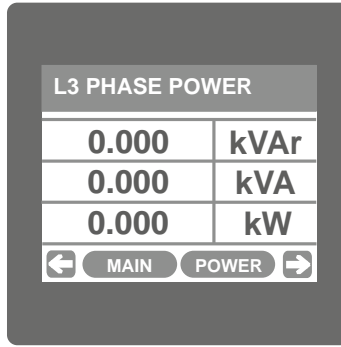 L3 PHASE POWER
0.000 kVAr
0.000 kVA
0.000 kW
MAIN POWER